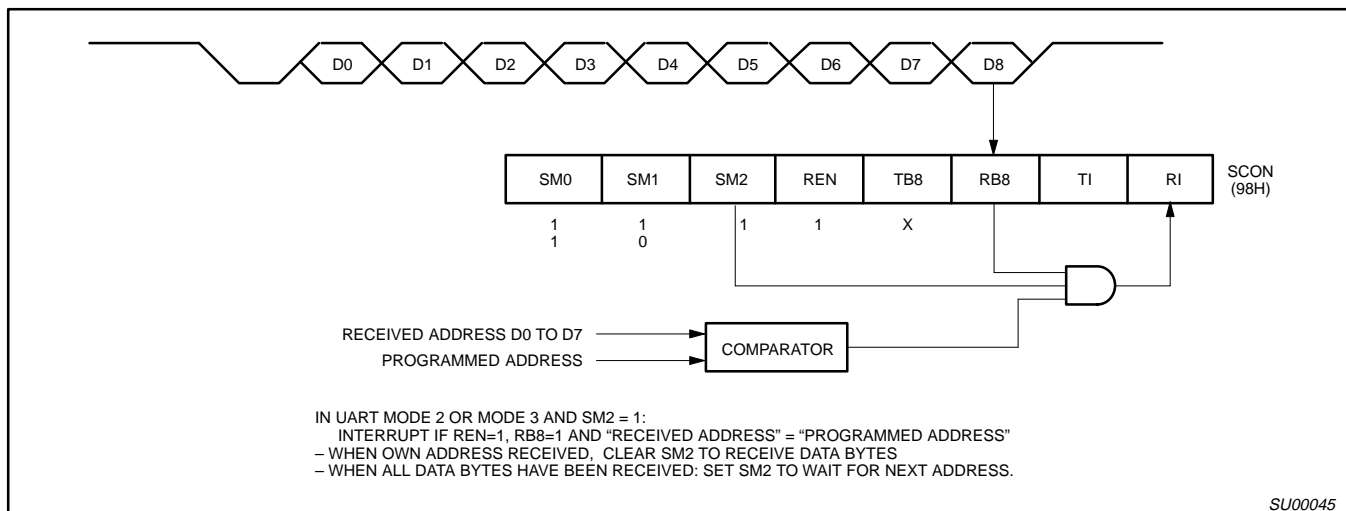 D0 D1 D2 D3 D4 D5 D6 D7 D8
SM0 SM1 SM2 REN TB8 RB8 TI RI
SCON
(98H)
1 1 1 1 X
1 0
RECEIVED ADDRESS D0 TO D7
PROGRAMMED ADDRESS
COMPARATOR
IN UART MODE 2 OR MODE 3 AND SM2 = 1:
INTERRUPT IF REN=1, RB8=1 AND “RECEIVED ADDRESS” = “PROGRAMMED ADDRESS”
– WHEN OWN ADDRESS RECEIVED, CLEAR SM2 TO RECEIVE DATA BYTES
– WHEN ALL DATA BYTES HAVE BEEN RECEIVED: SET SM2 TO WAIT FOR NEXT ADDRESS.
SU00045